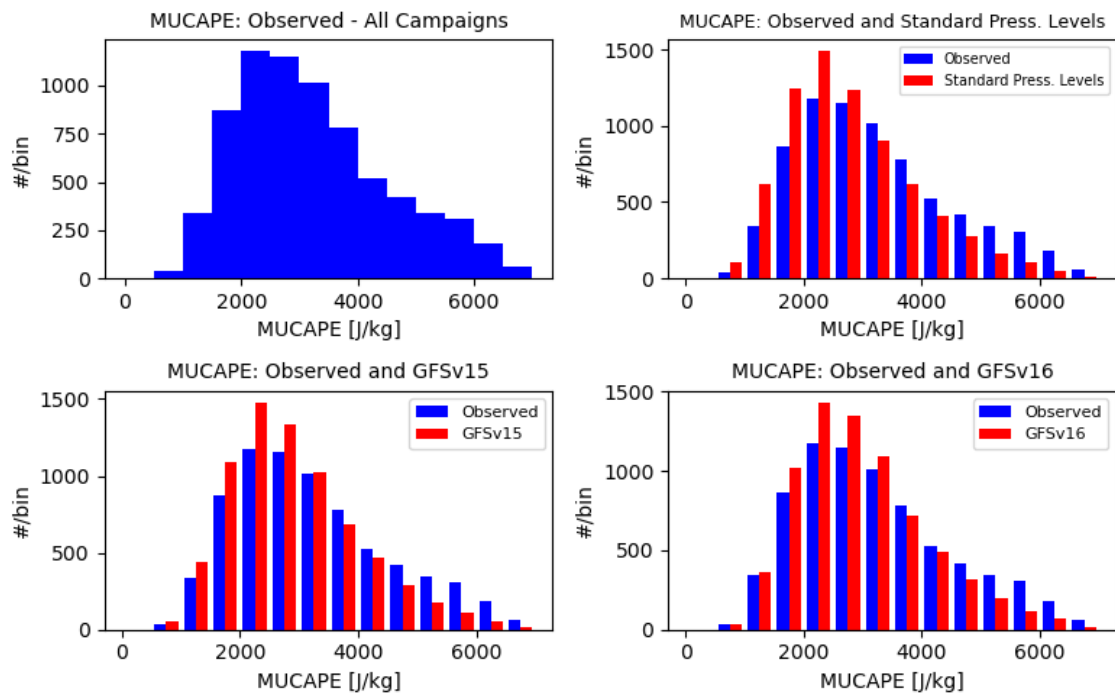 MUCAPE: Observed - All Campaigns
#/bin
1000
750
500
250
0
0 2000 4000 6000
MUCAPE [J/kg]
MUCAPE: Observed and Standard Press. Levels
#/bin
1500
1000
500
0
Observed
Standard Press. Levels
0 2000 4000 6000
MUCAPE [J/kg]
MUCAPE: Observed and GFSv15
#/bin
1500
1000
500
0
Observed
GFSv15
0 2000 4000 6000
MUCAPE [J/kg]
MUCAPE: Observed and GFSv16
#/bin
1500
1000
500
0
Observed
GFSv16
0 2000 4000 6000
MUCAPE [J/kg]